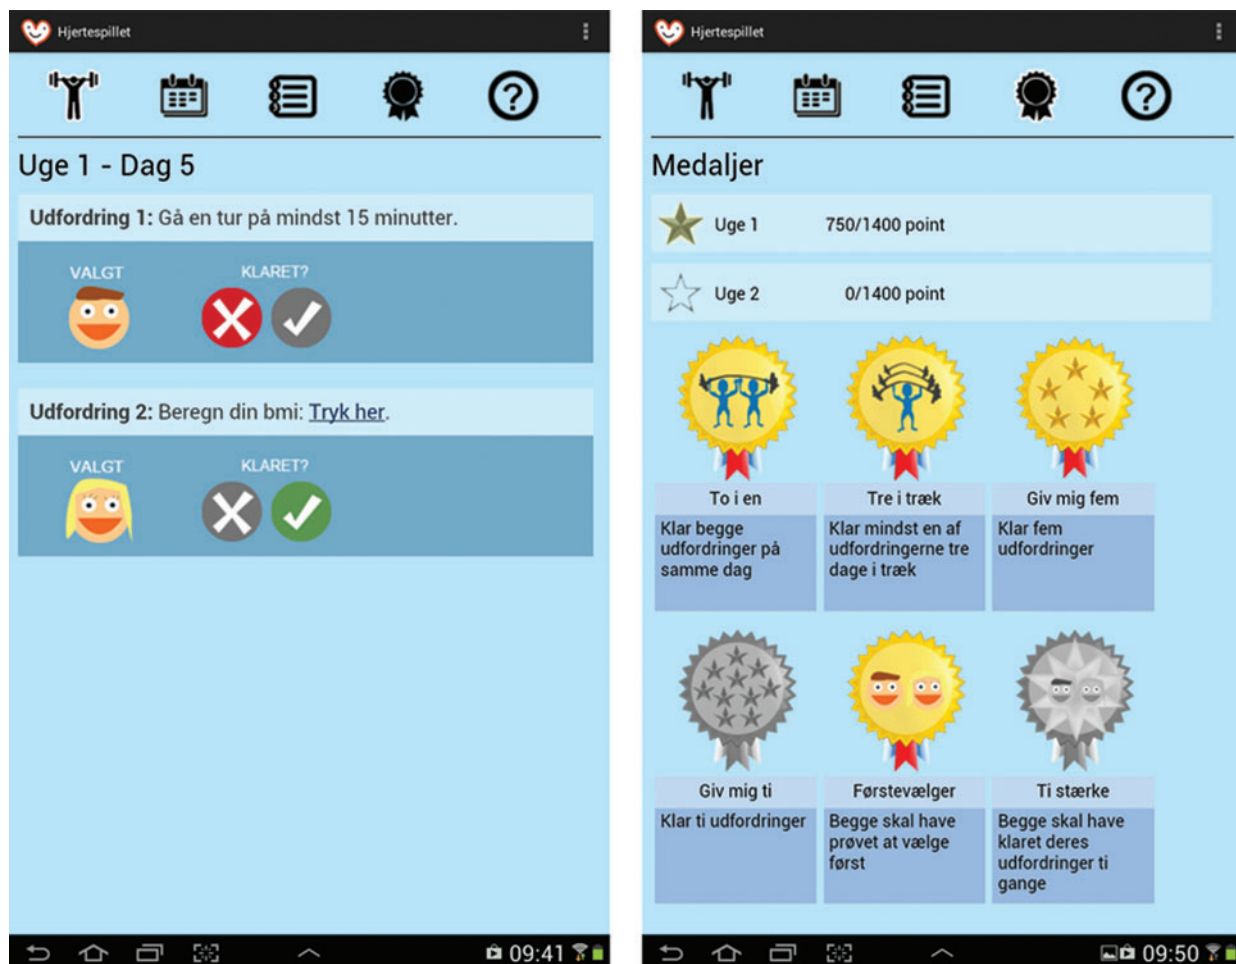 Hjertespillet
Uge 1 - Dag 5
Udfordring 1: Gå en tur på mindst 15 minutter.
VALGT KLARET?
Udfordring 2: Beregn din bmi: Tryk her.
VALGT KLARET?
09:41
Hjertespillet
Medaljer
Uge 1 750/1400 point
Uge 2 0/1400 point
To i en
Klar begge
udfordringer på
samme dag
Tre i træk
Klar mindst en af
udfordringerne tre
dage i træk
Giv mig fem
Klar fem
udfordringer
Giv mig ti
Klar ti udfordringer
Førstevælger
Begge skal have
prøvet at vælge
først
Ti stærke
Begge skal have
klaret deres
udfordringer ti
gange
09:50